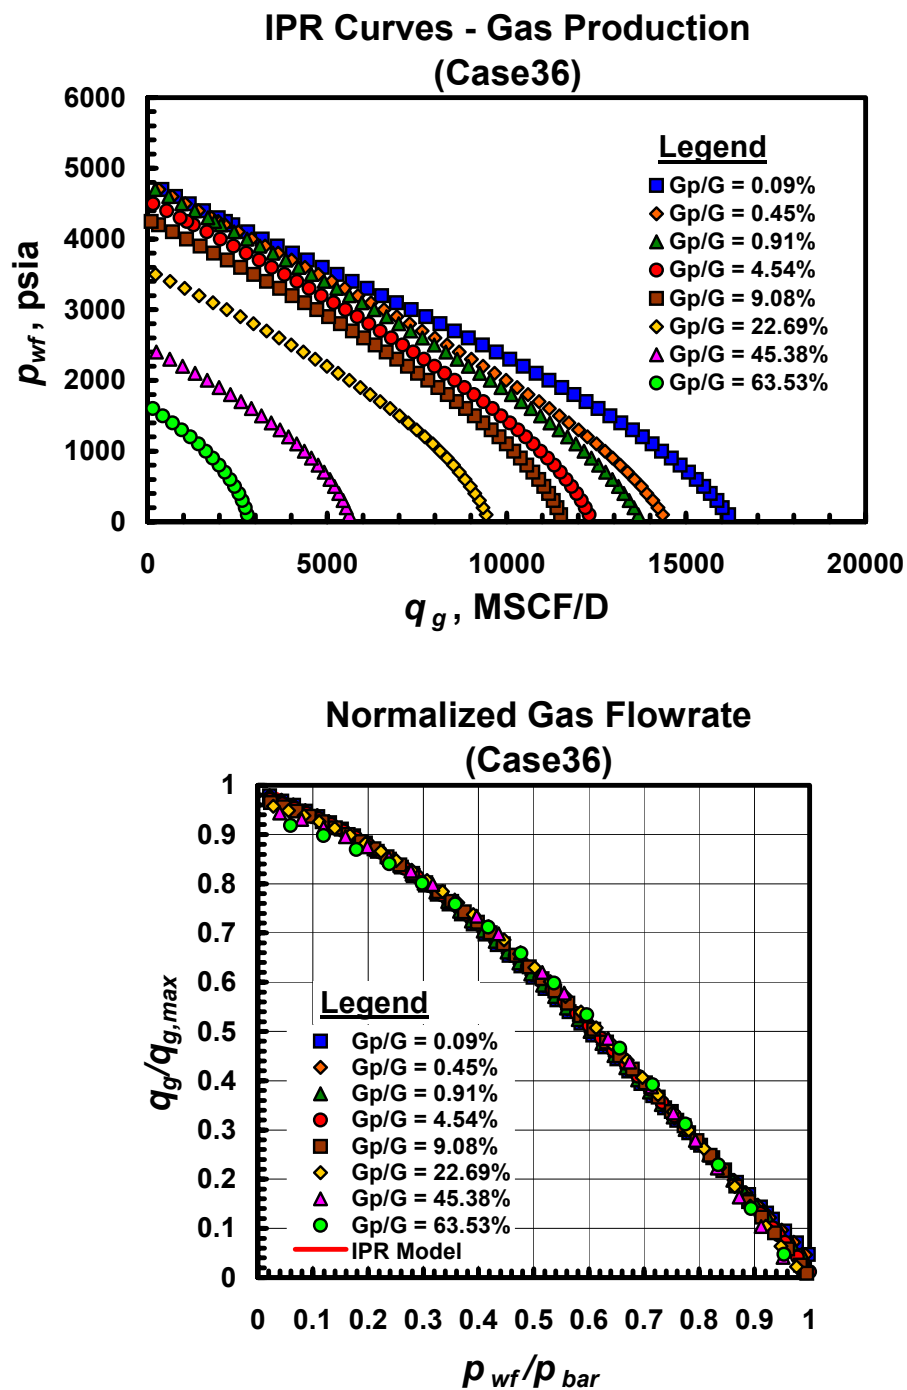 IPR Curves - Gas Production
(Case36)
6000
5000
4000
3000
2000
1000
0
p wf , psia
Legend
Gp/G = 0.09%
Gp/G = 0.45%
Gp/G = 0.91%
Gp/G = 4.54%
Gp/G = 9.08%
Gp/G = 22.69%
Gp/G = 45.38%
Gp/G = 63.53%
0 5000 10000 15000 20000
q g , MSCF/D
Normalized Gas Flowrate
(Case36)
1
0.9
0.8
0.7
0.6
0.5
0.4
0.3
0.2
0.1
0
q g/q g,max
Legend
Gp/G = 0.09%
Gp/G = 0.45%
Gp/G = 0.91%
Gp/G = 4.54%
Gp/G = 9.08%
Gp/G = 22.69%
Gp/G = 45.38%
Gp/G = 63.53%
IPR Model
0 0.1 0.2 0.3 0.4 0.5 0.6 0.7 0.8 0.9 1
p wf /p bar